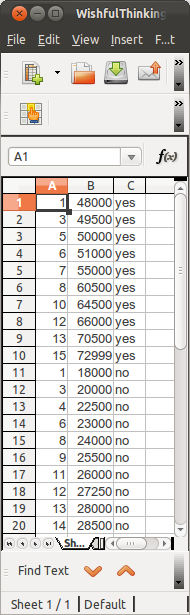 WishfulThinking
File Edit View Insert F...t
A1 f(x)
A B C
1 1 48000 yes
2 3 49500 yes
3 5 50000 yes
4 6 51000 yes
5 7 55000 yes
6 8 60500 yes
7 10 64500 yes
8 12 66000 yes
9 13 70500 yes
10 15 72999 yes
11 1 18000 no
12 3 20000 no
13 4 22500 no
14 6 23000 no
15 8 24000 no
16 9 25500 no
17 11 26000 no
18 12 27250 no
19 13 28000 no
20 14 28500 no
Sh...
Find Text
Sheet 1 / 1 Default